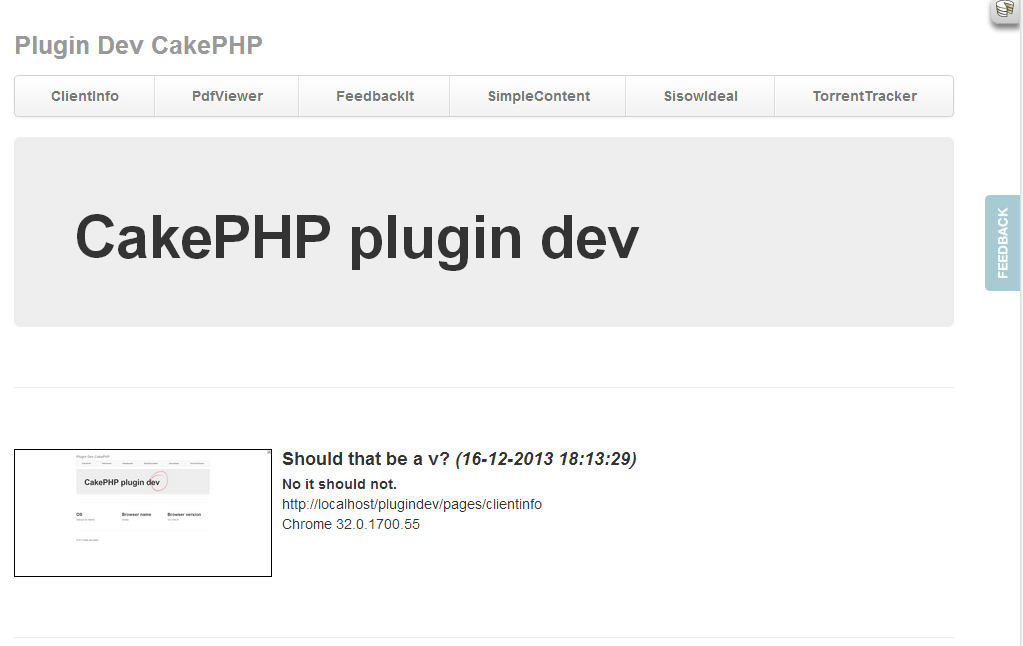 Plugin Dev CakePHP
ClientInfo PdfViewer FeedbackIt SimpleContent SisowIdeal TorrentTracker
CakePHP plugin dev
FEEDBACK
Should that be a v? (16-12-2013 18:13:29)
No it should not.
http://localhost/plugindev/pages/clientinfo
Chrome 32.0.1700.55
Plugin Dev CakePHP
CakePHP plugin dev
OS Browser name Browser version